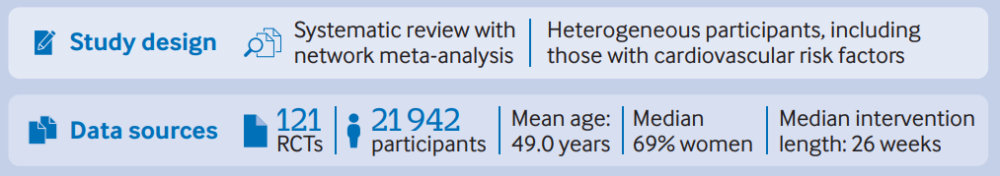 Study design
Systematic review with
network meta-analysis
Heterogeneous participants, including
those with cardiovascular risk factors
Data sources
121
RCTs
21 942
participants
Mean age:
49.0 years
Median
69% women
Median intervention
length: 26 weeks